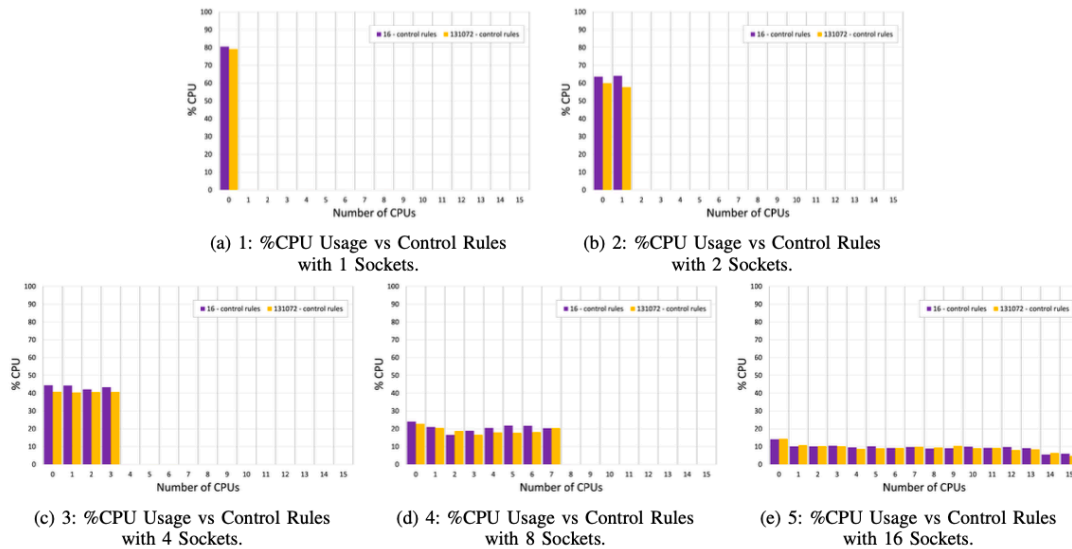 100
90
80
70
60
50
40
30
20
10
0
% CPU
16 - control rules 131072 - control rules
0 1 2 3 4 5 6 7 8 9 10 11 12 13 14 15
Number of CPUs
(a) 1: %CPU Usage vs Control Rules
with 1 Sockets.
100
90
80
70
60
50
40
30
20
10
0
% CPU
16 - control rules 131072 - control rules
0 1 2 3 4 5 6 7 8 9 10 11 12 13 14 15
Number of CPUs
(b) 2: %CPU Usage vs Control Rules
with 2 Sockets.
100
90
80
70
60
50
40
30
20
10
0
% CPU
16 - control rules 131072 - control rules
0 1 2 3 4 5 6 7 8 9 10 11 12 13 14 15
Number of CPUs
(c) 3: %CPU Usage vs Control Rules
with 4 Sockets.
100
90
80
70
60
50
40
30
20
10
0
% CPU
16 - control rules 131072 - control rules
0 1 2 3 4 5 6 7 8 9 10 11 12 13 14 15
Number of CPUs
(d) 4: %CPU Usage vs Control Rules
with 8 Sockets.
100
90
80
70
60
50
40
30
20
10
0
% CPU
16 - control rules 131072 - control rules
0 1 2 3 4 5 6 7 8 9 10 11 12 13 14 15
Number of CPUs
(e) 5: %CPU Usage vs Control Rules
with 16 Sockets.